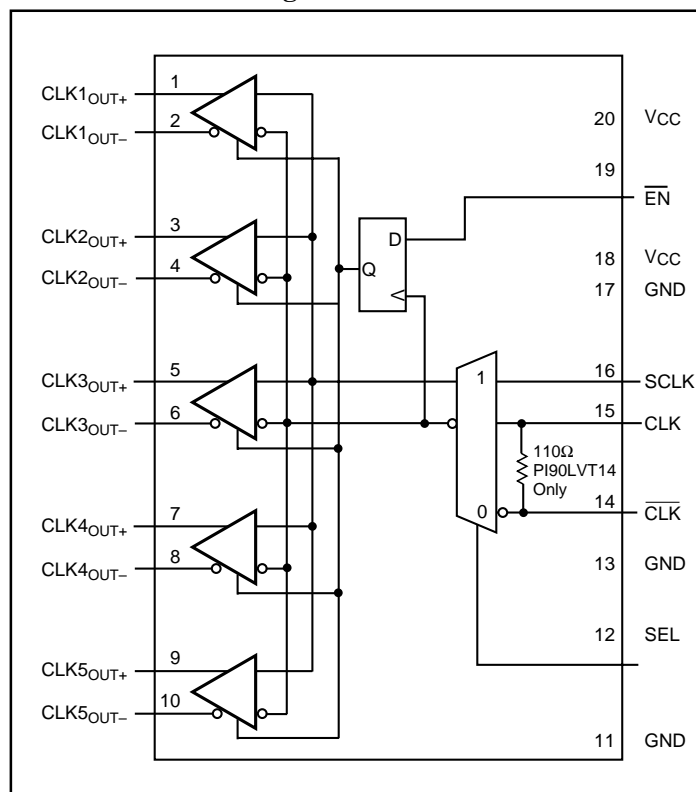 1
CLK1OUT+
2
CLK1OUT–
3
CLK2OUT+
4
CLK2OUT–
5
CLK3OUT+
6
CLK3OUT–
7
CLK4OUT+
8
CLK4OUT–
9
CLK5OUT+
10
CLK5OUT–
D
Q
1
0
110Ω
PI90LVT14
Only
20 VCC
19
E̅N̅
18 VCC
17 GND
16 SCLK
15 CLK
14 C̅L̅K̅
13 GND
12 SEL
11 GND